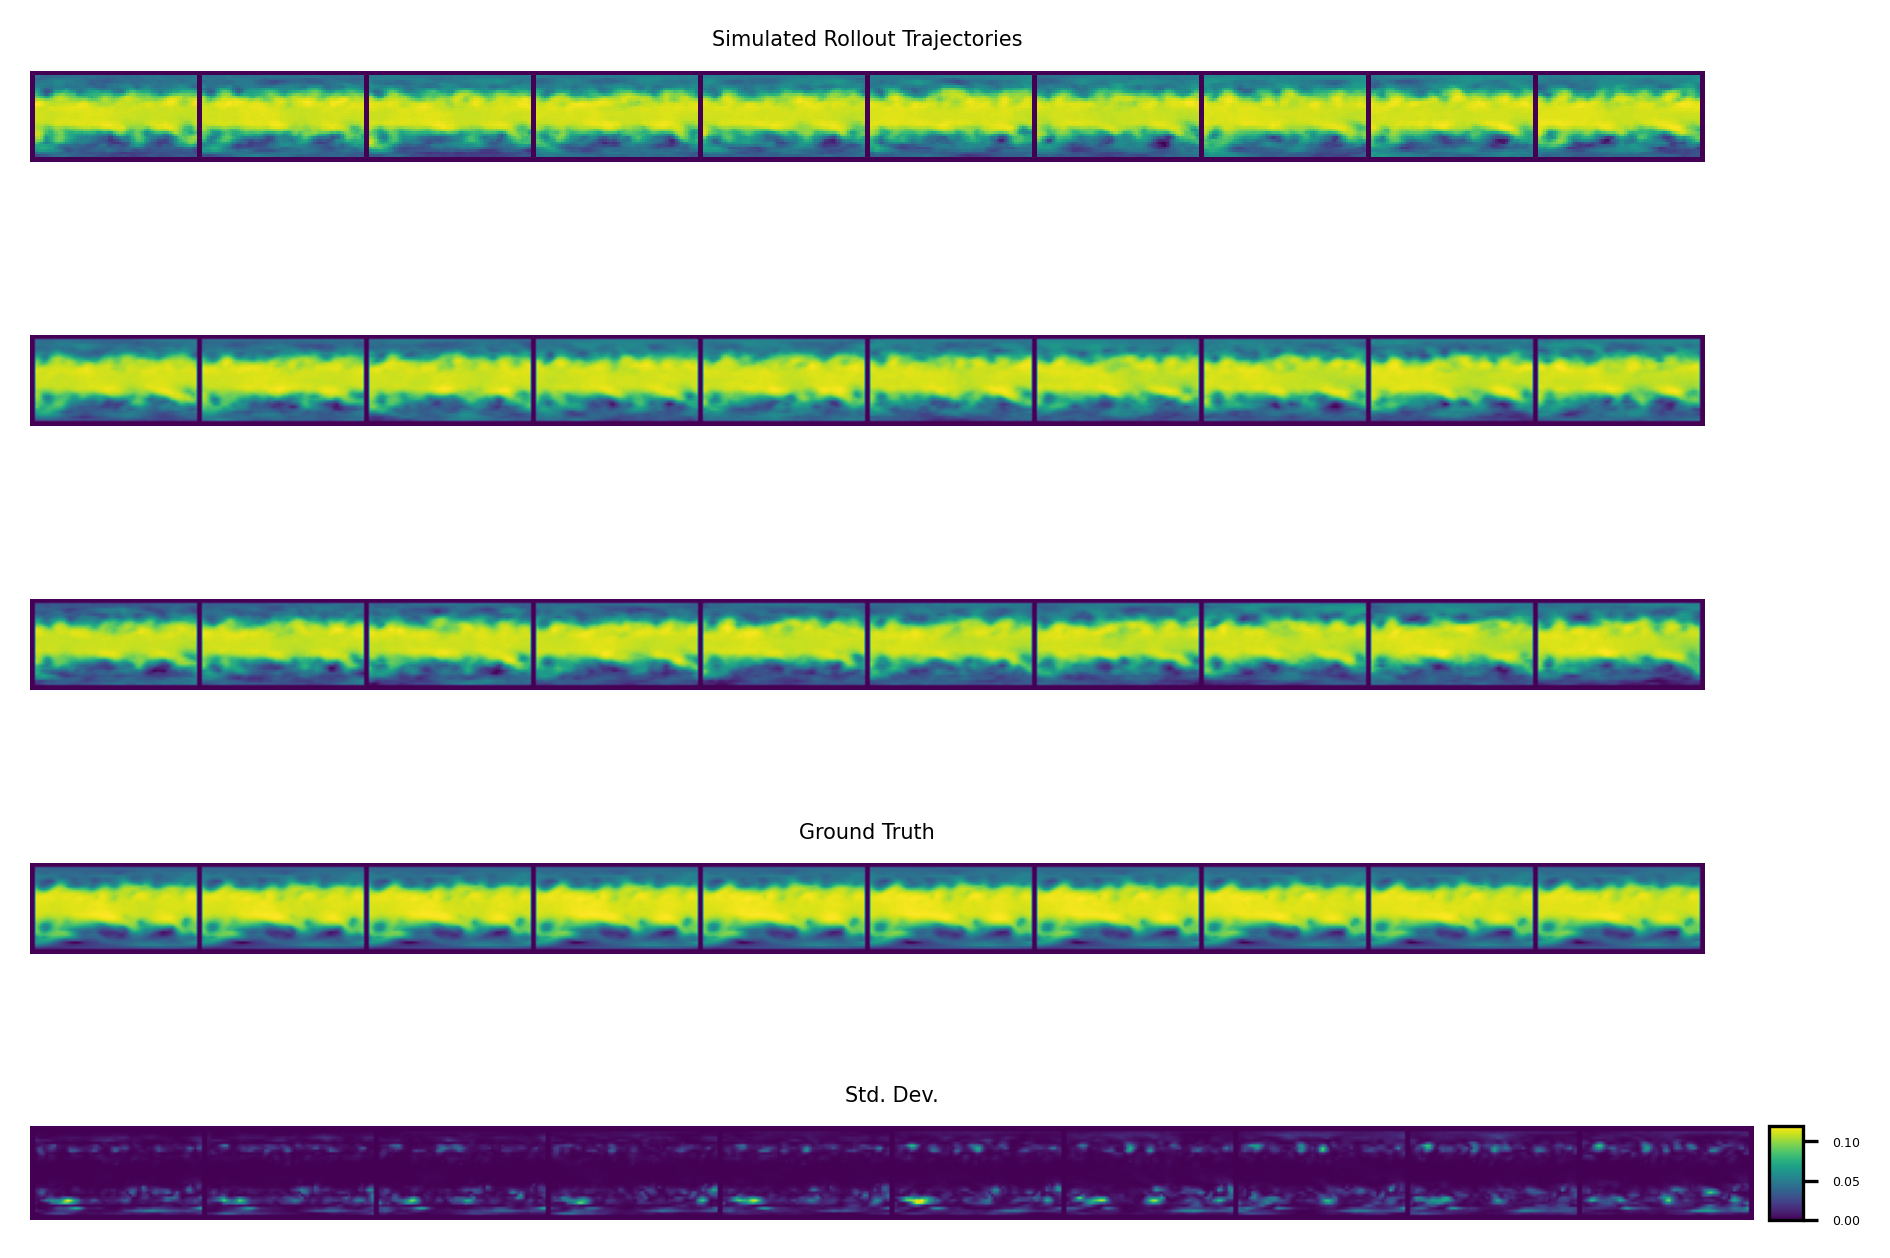 Simulated Rollout Trajectories
Ground Truth
Std. Dev.
0.10
0.05
0.00